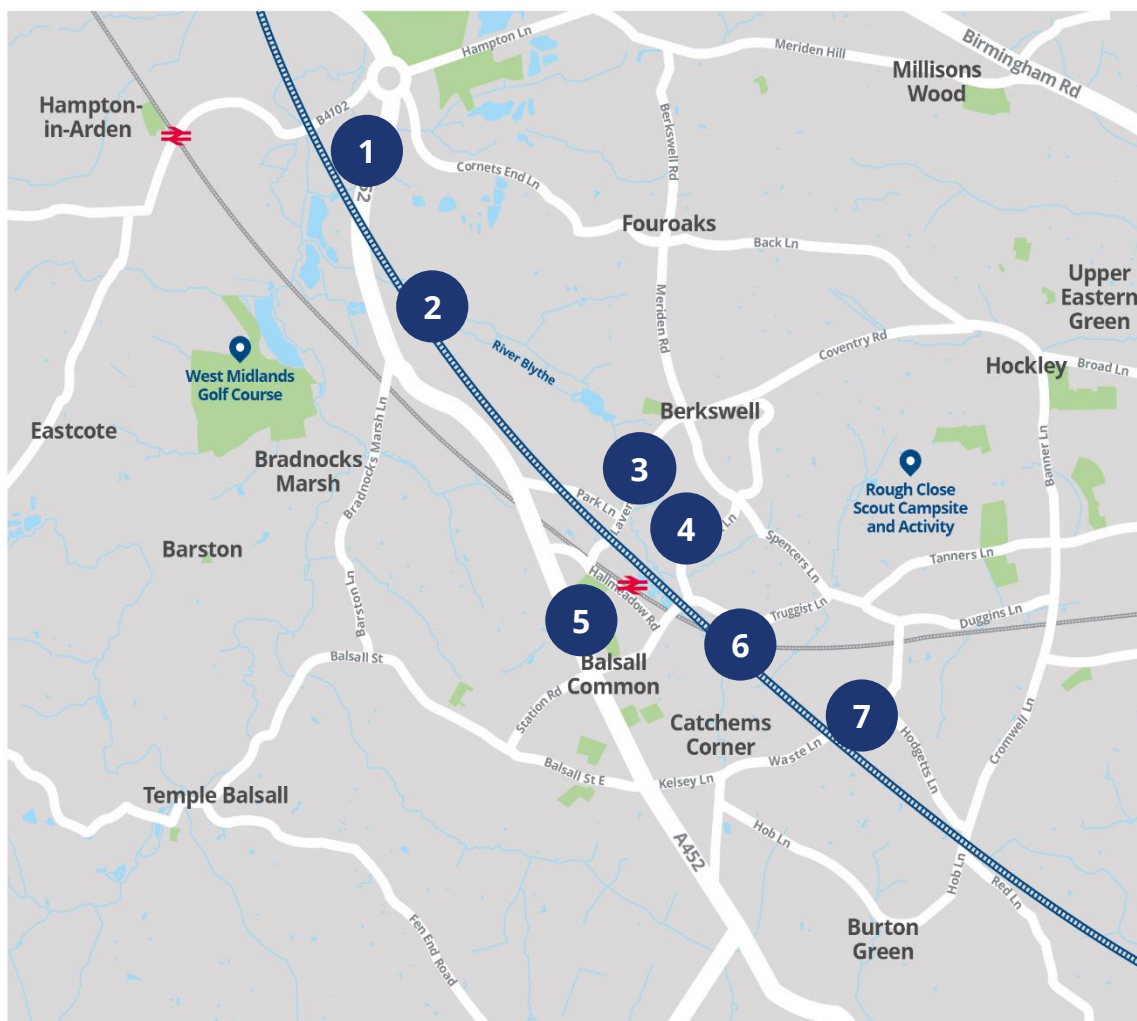 Hampton Ln
Meriden Hill
Birmingham Rd
Millisons
Wood
Hampton-
in-Arden
B4102
Berkswell Rd
1
Cornets End Ln
Fouroaks
Back Ln
Upper
Eastern
Green
2
Meriden Rd
Coventry Rd
River Blythe
West Midlands
Golf Course
Hockley
Broad Ln
Berkswell
Eastcote
Bradnocks Marsh Ln
Bradnocks
Marsh
Banner Ln
3
Rough Close
Scout Campsite
and Activity
Park Ln
4
Ln
Spencers Ln
Barston
Tanners Ln
Hallmeadow Rd
Barston Ln
Truggist Ln
Duggins Ln
5
6
Balsall St
Balsall
Common
Station Rd
Catchems
Corner
7
Hodgetts Ln
Cromwell Ln
Waste Ln
Balsall St E
Kelsey Ln
Temple Balsall
A452
Hob Ln
Hob Ln
Red Ln
Burton
Green
Fen End Road